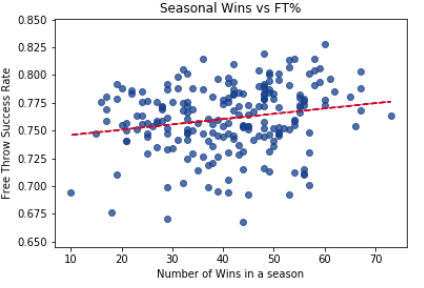 Seasonal Wins vs FT%
0.850
0.825
0.800
0.775
0.750
0.725
0.700
0.675
0.650
Free Throw Success Rate
10 20 30 40 50 60 70
Number of Wins in a season